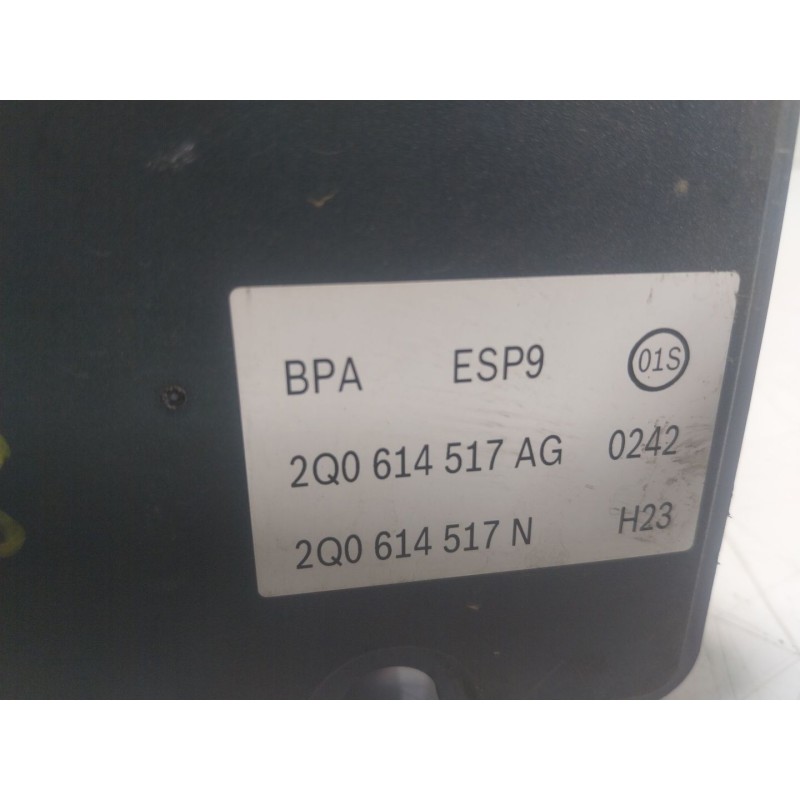 BPA ESP9 01S
2Q0 614 517 AG 0242
2Q0 614 517 N H23